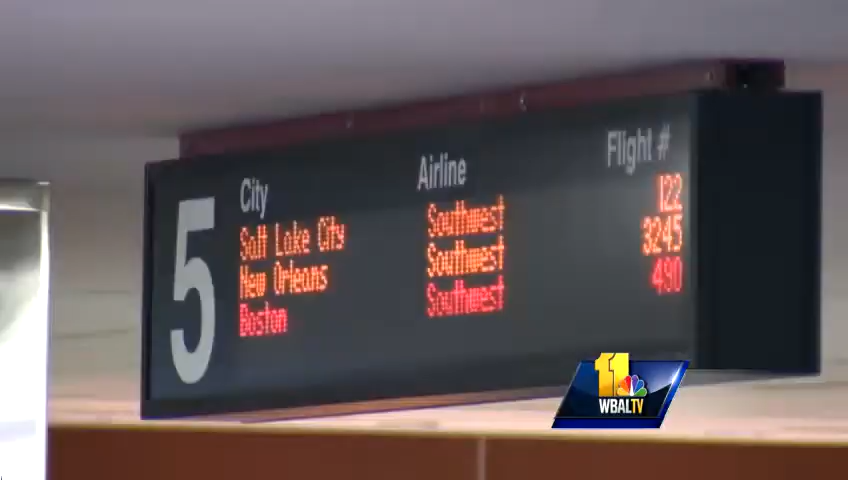 5
City Airline Flight #
Salt Lake City Southwest 122
New Orleans Southwest 3245
Boston Southwest 490
11
WBALTV